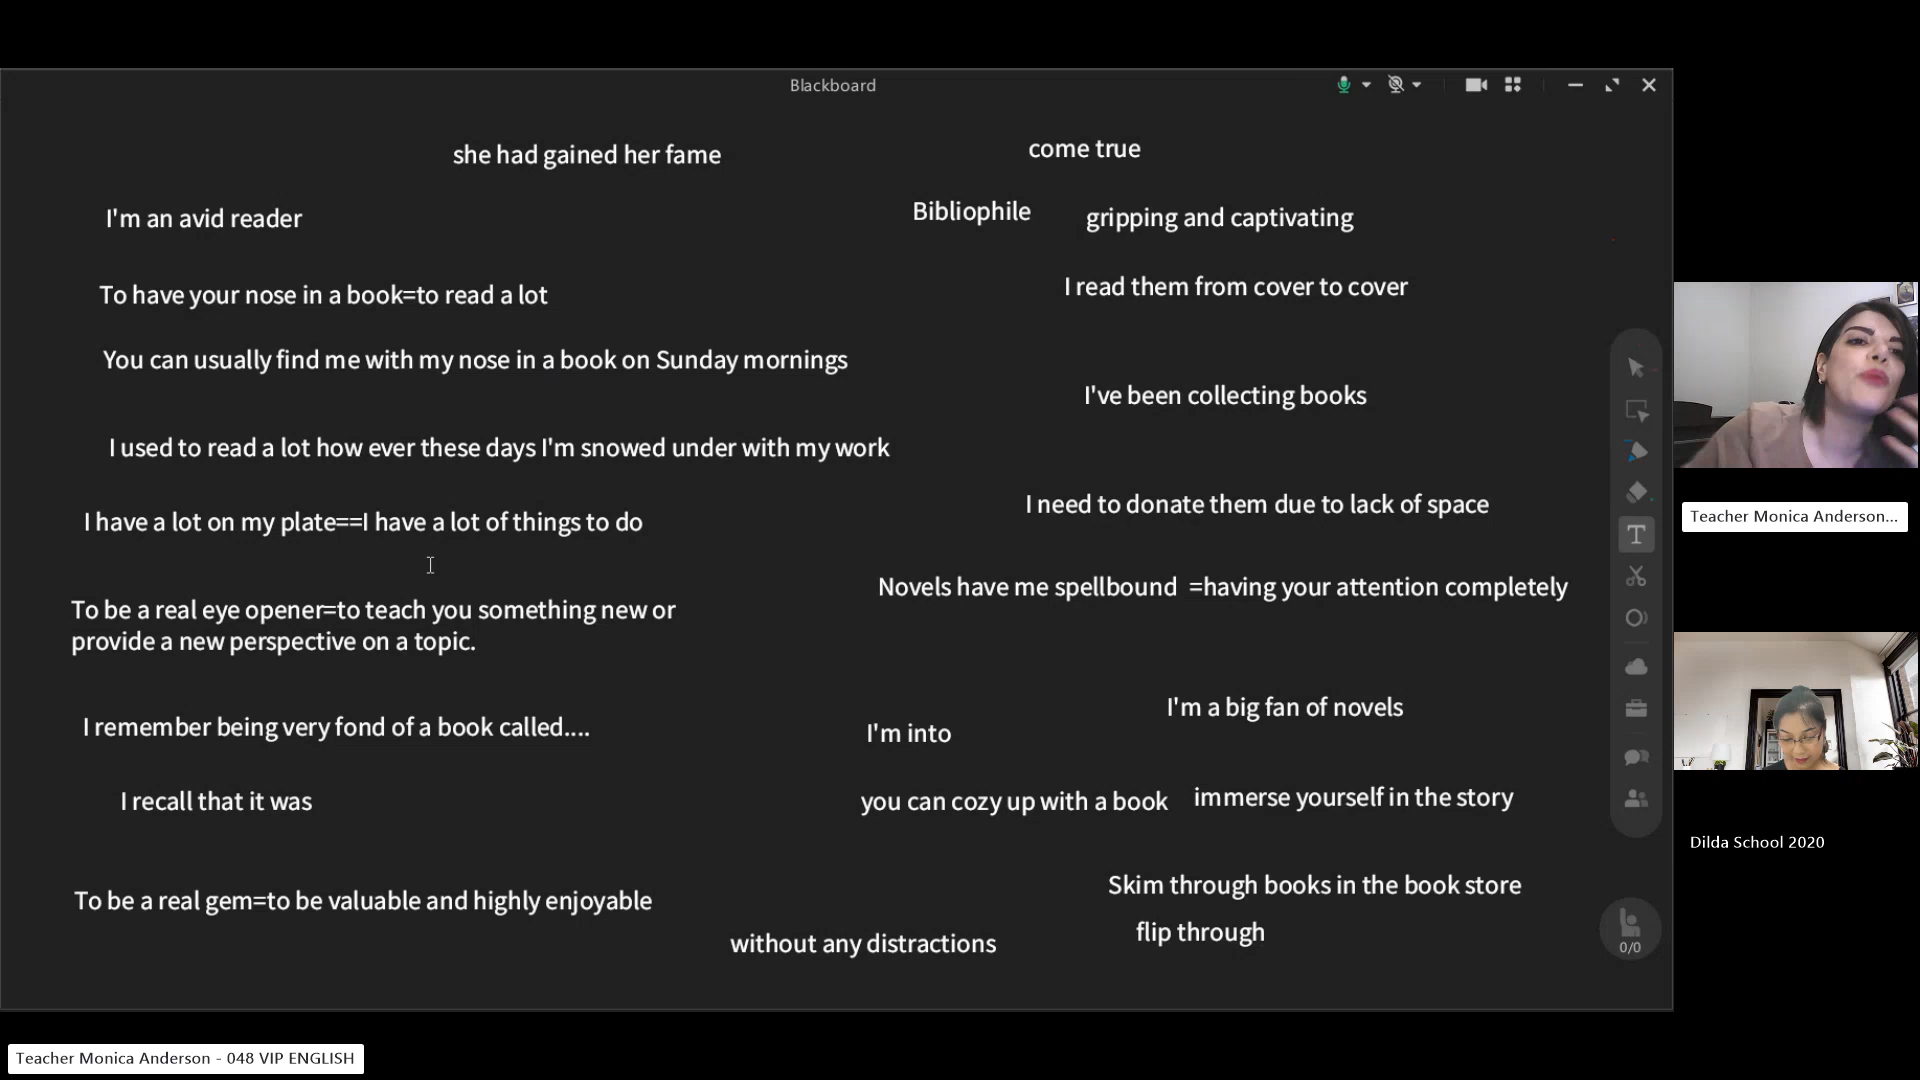 Blackboard
she had gained her fame
come true
I'm an avid reader
Bibliophile
gripping and captivating
To have your nose in a book=to read a lot
I read them from cover to cover
You can usually find me with my nose in a book on Sunday mornings
I've been collecting books
I used to read a lot how ever these days I'm snowed under with my work
I have a lot on my plate==I have a lot of things to do
I need to donate them due to lack of space
Novels have me spellbound =having your attention completely
To be a real eye opener=to teach you something new or
provide a new perspective on a topic.
I remember being very fond of a book called....
I'm into
I'm a big fan of novels
I recall that it was
you can cozy up with a book
immerse yourself in the story
To be a real gem=to be valuable and highly enjoyable
Skim through books in the book store
flip through
without any distractions
T
0/0
Teacher Monica Anderson...
Dilda School 2020
Teacher Monica Anderson - 048 VIP ENGLISH